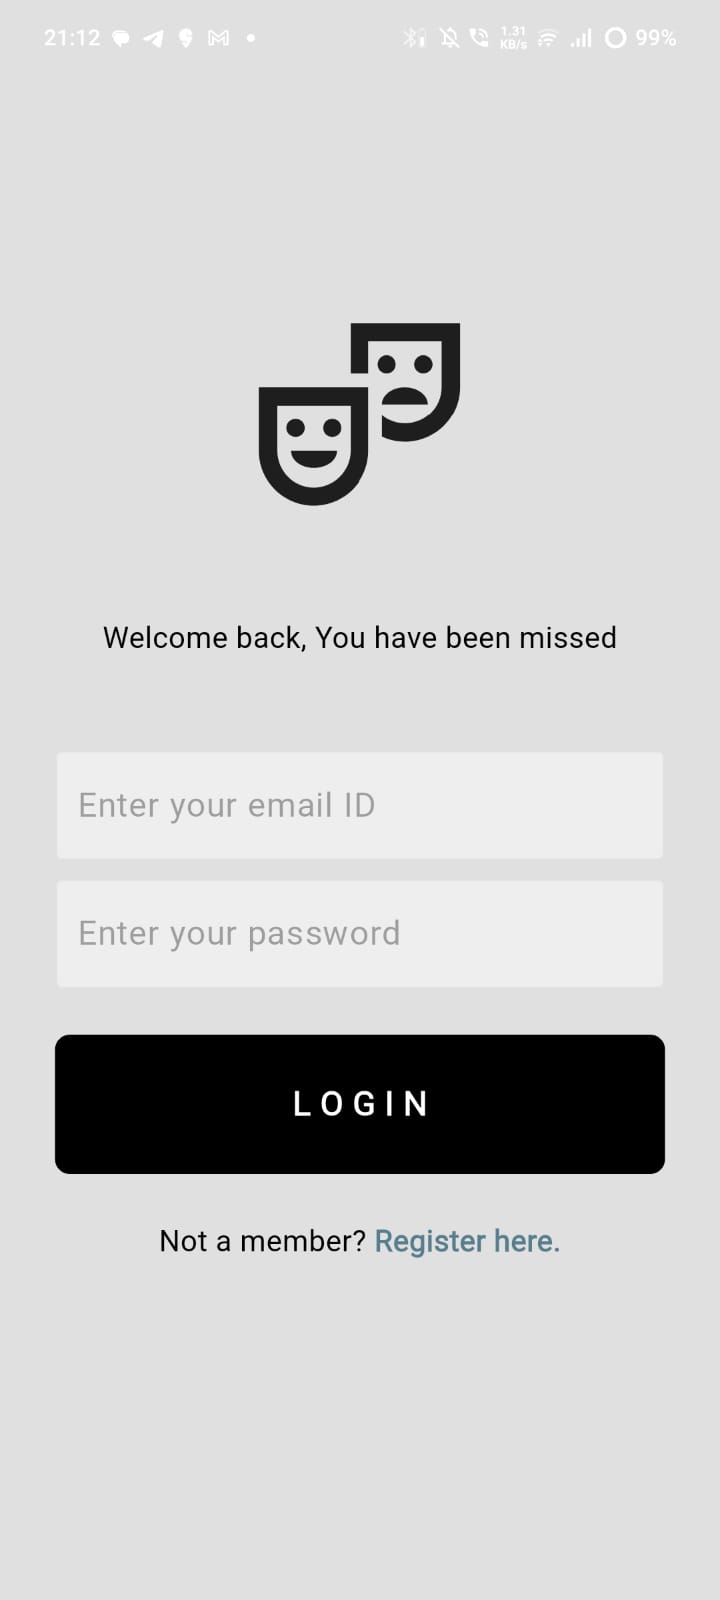 21:12 1.31 KB/s 99%
Welcome back, You have been missed
Enter your email ID
Enter your password
LOGIN
Not a member? Register here.